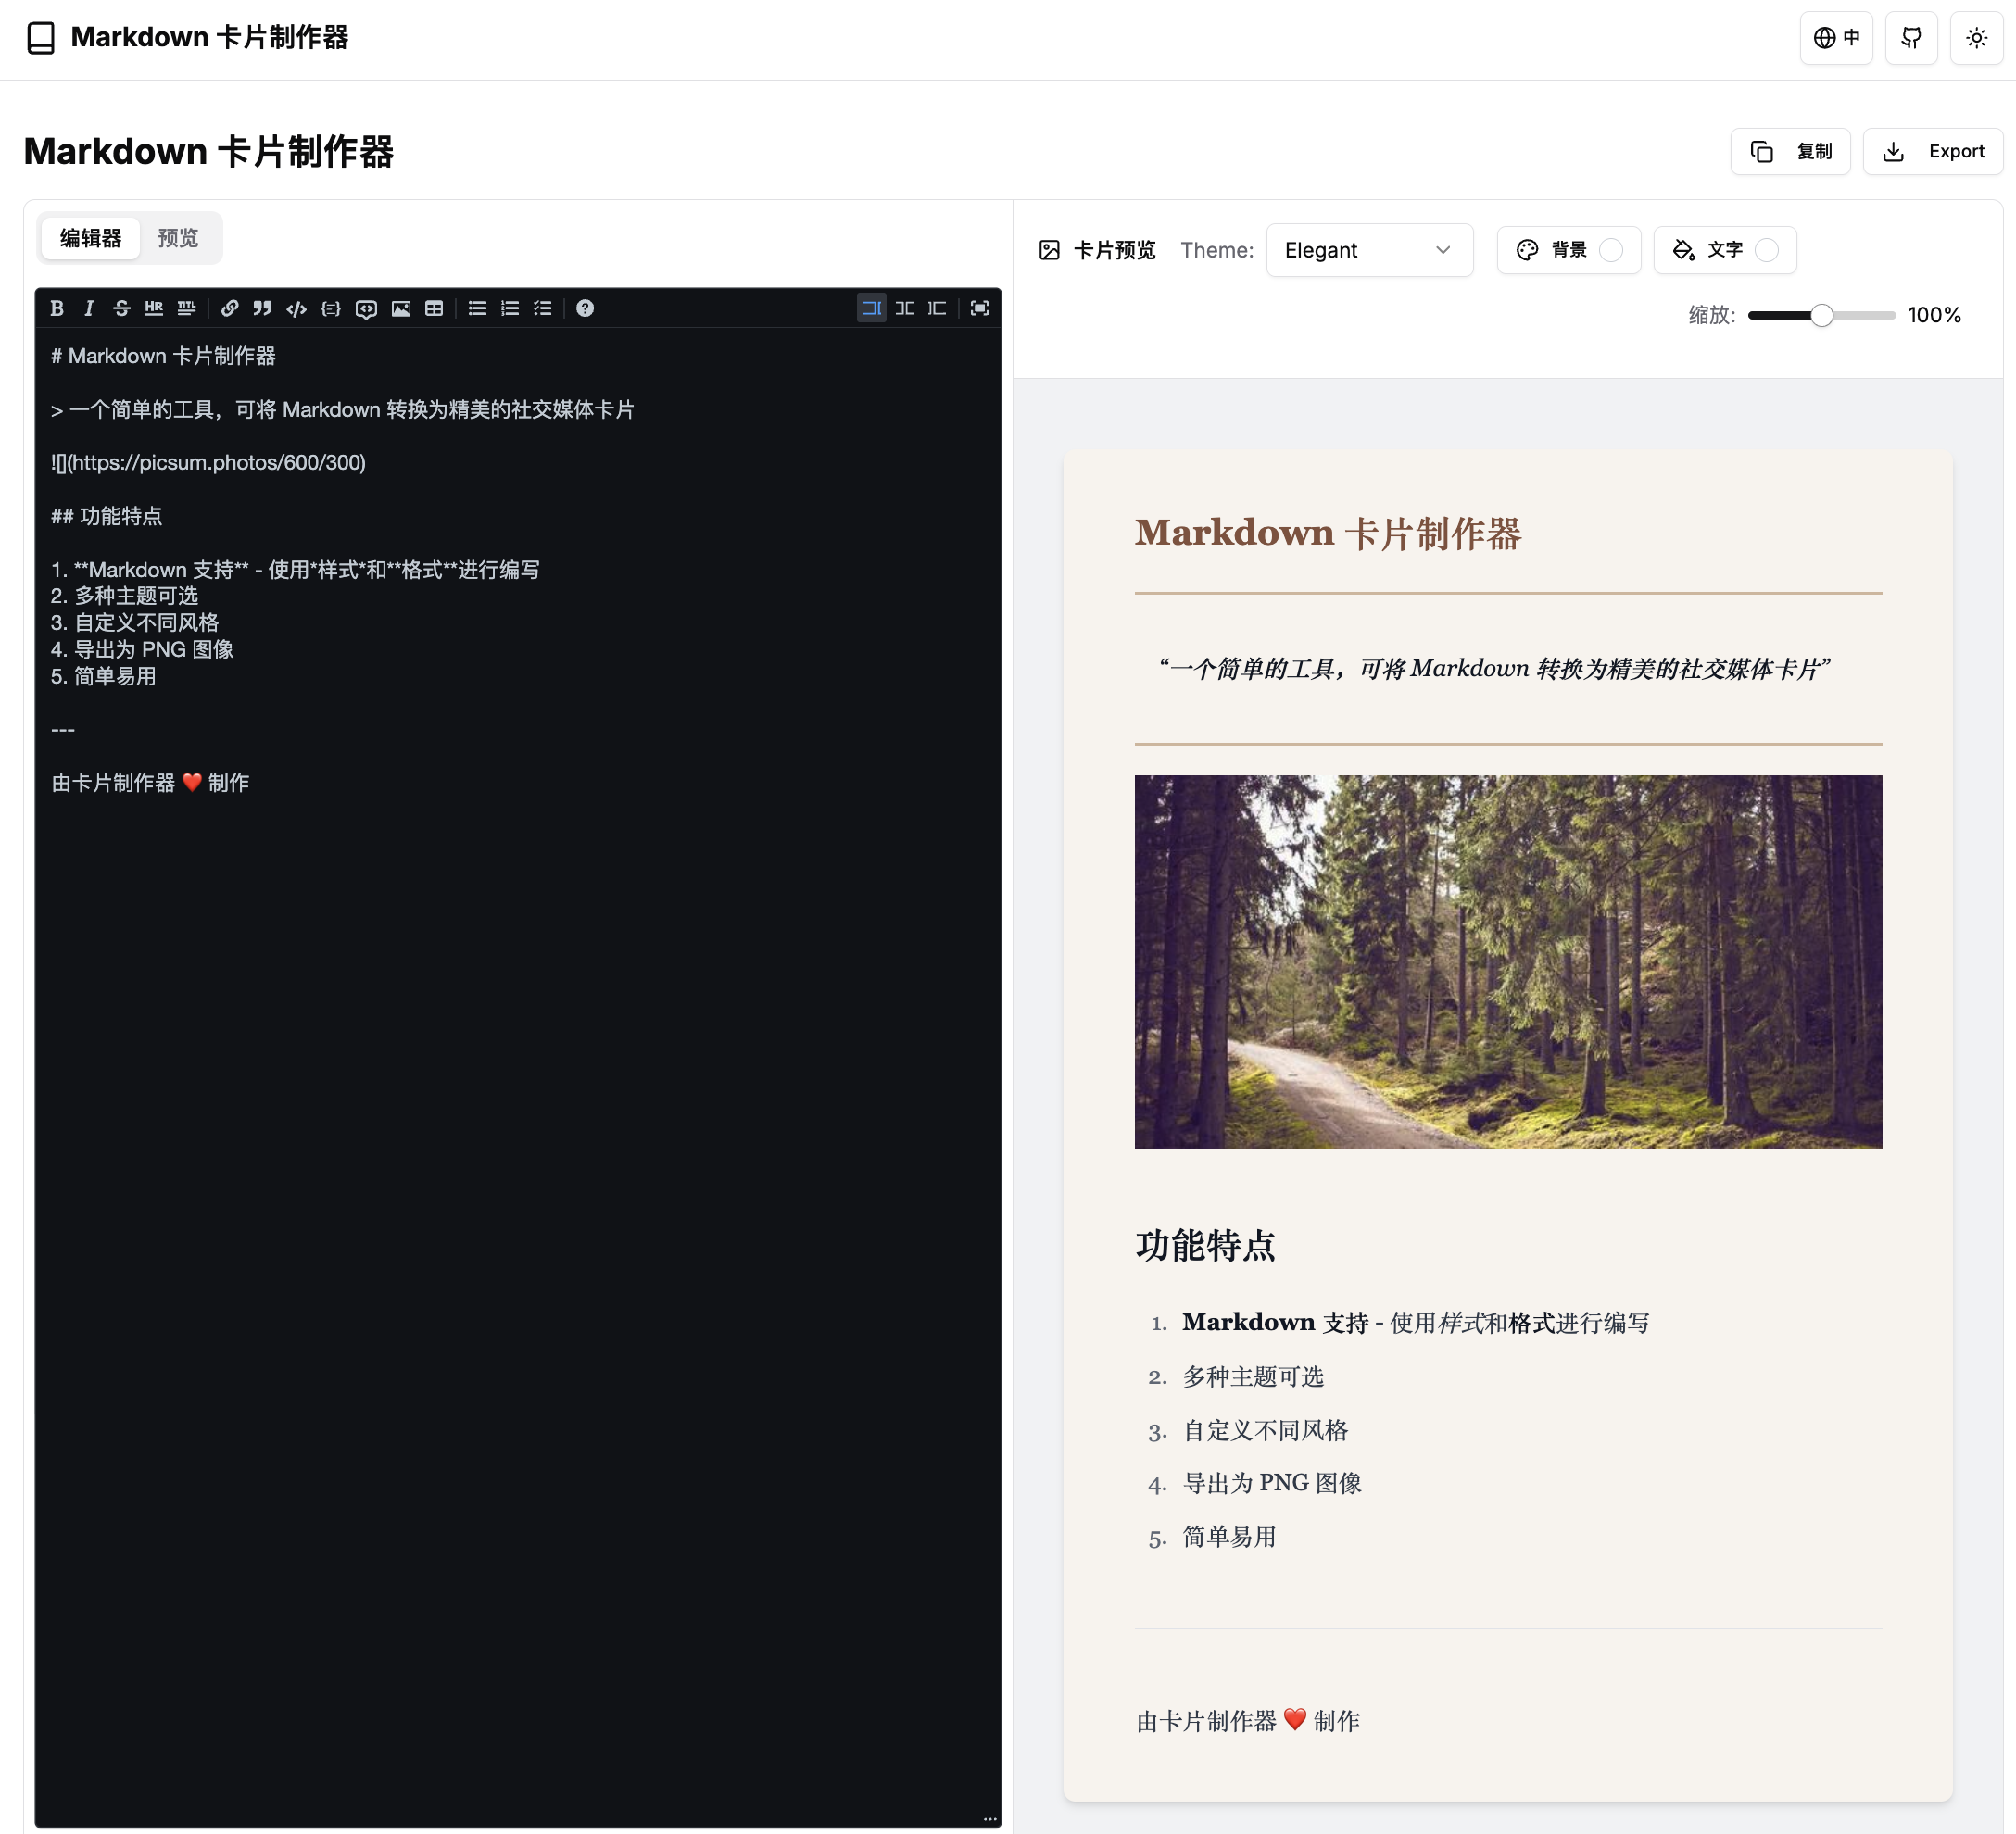 Markdown 卡片制作器
中
Markdown 卡片制作器
复制
Export
编辑器 预览
卡片预览 Theme: Elegant 背景 文字
缩放: 100%
HR
# Markdown 卡片制作器
> 一个简单的工具，可将 Markdown 转换为精美的社交媒体卡片
![](https://picsum.photos/600/300)
## 功能特点
1. **Markdown 支持** - 使用*样式*和**格式**进行编写
2. 多种主题可选
3. 自定义不同风格
4. 导出为 PNG 图像
5. 简单易用
---
由卡片制作器 ❤️ 制作
Markdown 卡片制作器
“一个简单的工具，可将 Markdown 转换为精美的社交媒体卡片”
功能特点
1. Markdown 支持 - 使用样式和格式进行编写
2. 多种主题可选
3. 自定义不同风格
4. 导出为 PNG 图像
5. 简单易用
由卡片制作器 ❤️ 制作